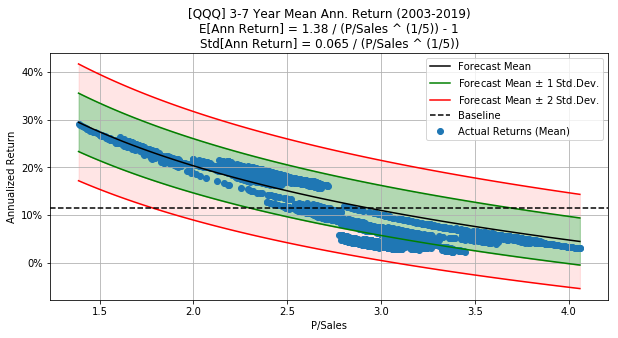 [QQQ] 3-7 Year Mean Ann. Return (2003-2019)
E[Ann Return] = 1.38 / (P/Sales ^ (1/5)) - 1
Std[Ann Return] = 0.065 / (P/Sales ^ (1/5))
Forecast Mean
Forecast Mean ± 1 Std.Dev.
Forecast Mean ± 2 Std.Dev.
Baseline
Actual Returns (Mean)
Annualized Return
40%
30%
20%
10%
0%
1.5 2.0 2.5 3.0 3.5 4.0
P/Sales